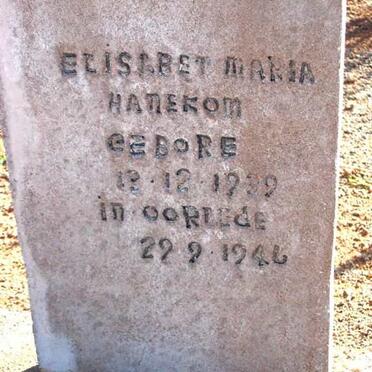 ELISABET MARIA
HANEKOM
GEBORE
12·12·1939
in OORLEDE
29·9·1946